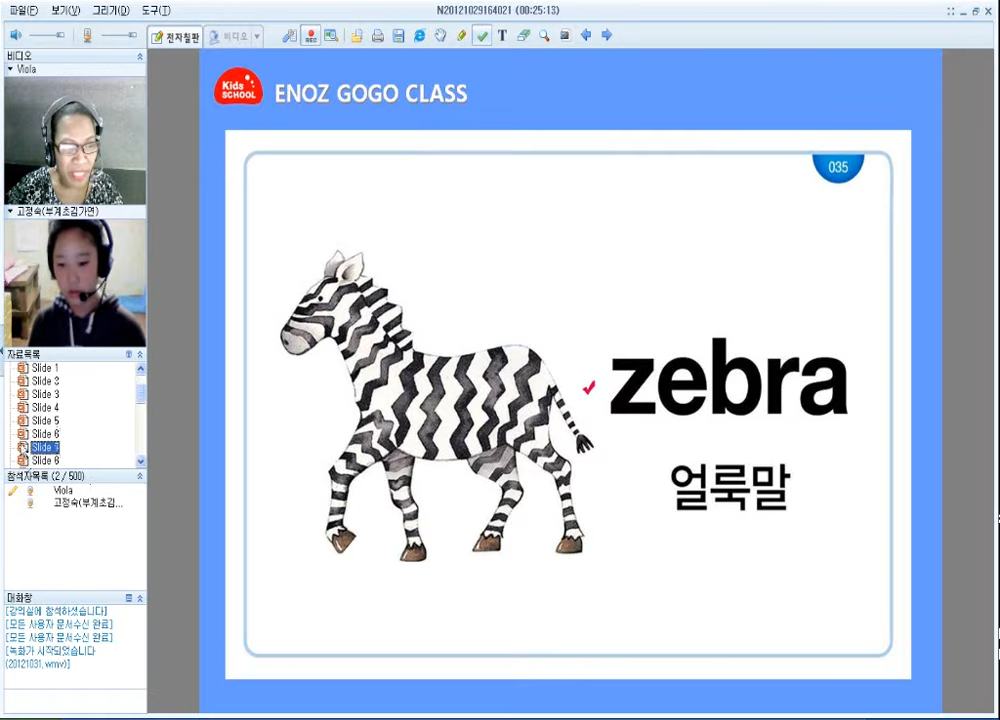 파일(F) 보기(V) 그리기(D) 도구(T)
N20121029164021 (00:25:13)
전자칠판
비디오
T
비디오
Viola
고정숙(부계초김가연)
자료목록
Slide 1
Slide 2
Slide 3
Slide 4
Slide 5
Slide 6
Slide 7
Slide 8
참석자목록 (2 / 500)
Viola
고정숙(부계초김...
대화창
[강의실에 참석하셨습니다]
[모든 사용자 문서수신 완료]
[모든 사용자 문서수신 완료]
[녹화가 시작되었습니다
(20121031.wmv)]
Kids
SCHOOL
ENOZ GOGO CLASS
035
zebra
얼룩말